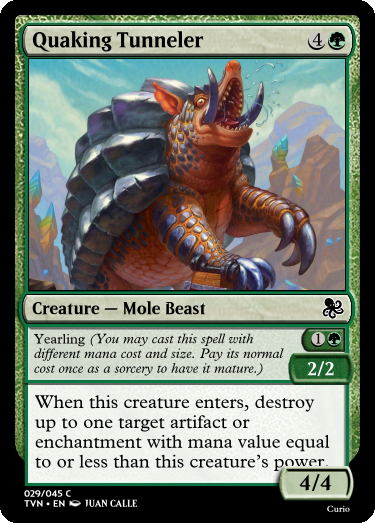 Quaking Tunneler 4
Creature — Mole Beast
Yearling (You may cast this spell with
different mana cost and size. Pay its normal
cost once as a sorcery to have it mature.)
1
2/2
When this creature enters, destroy
up to one target artifact or
enchantment with mana value equal
to or less than this creature's power.
4/4
029/045 C
TVN • EN JUAN CALLE
Curio